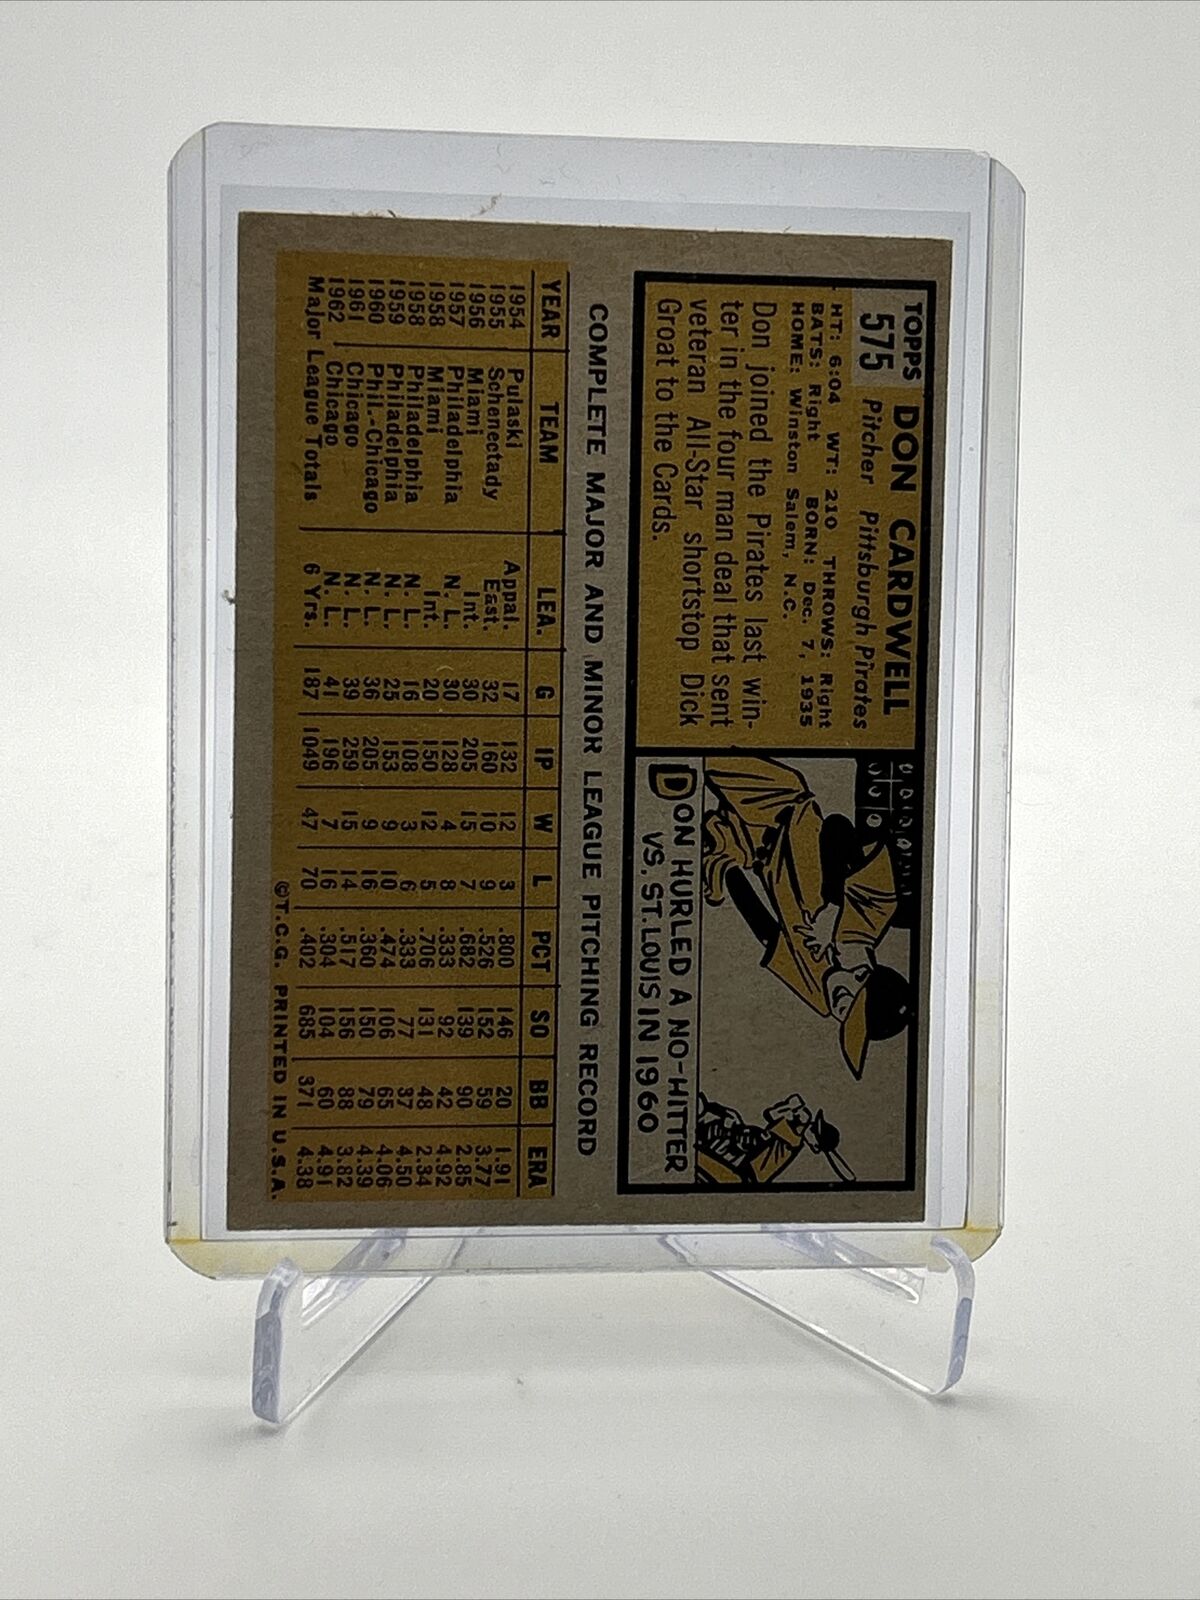 TOPPS
575
DON CARDWELL
Pitcher Pittsburgh Pirates
HT: 6:04 WT: 210 THROWS: Right
BATS: Right BORN: Dec. 7, 1935
HOME: Winston Salem, N.C.
Don joined the Pirates last win-
ter in the four man deal that sent
veteran All-Star shortstop Dick
Groat to the Cards.
DON HURLED A NO-HITTER
VS. ST. LOUIS IN 1960
COMPLETE MAJOR AND MINOR LEAGUE PITCHING RECORD
YEAR TEAM LEA. G IP W L PCT SO BB ERA
1954 Pulaski Appal. 17 132 12 3 .800 146 20 1.91
1955 Schenectady East. 32 160 10 9 .526 152 59 3.77
1956 Miami Int. 30 205 15 7 .682 139 90 2.85
1957 Philadelphia N. L. 30 128 4 8 .333 92 42 4.92
1958 Miami Int. 20 150 12 5 .706 131 48 2.34
1958 Philadelphia N. L. 16 108 3 6 .333 77 37 4.50
1959 Philadelphia N. L. 25 153 9 10 .474 106 65 4.06
1960 Phil.-Chicago N. L. 36 205 9 16 .360 150 79 4.39
1961 Chicago N. L. 39 259 15 14 .517 156 88 3.82
1962 Chicago N. L. 41 196 7 16 .304 104 60 4.91
Major League Totals 6 Yrs. 187 1049 47 70 .402 685 371 4.38
©T.C.G. PRINTED IN U.S.A.